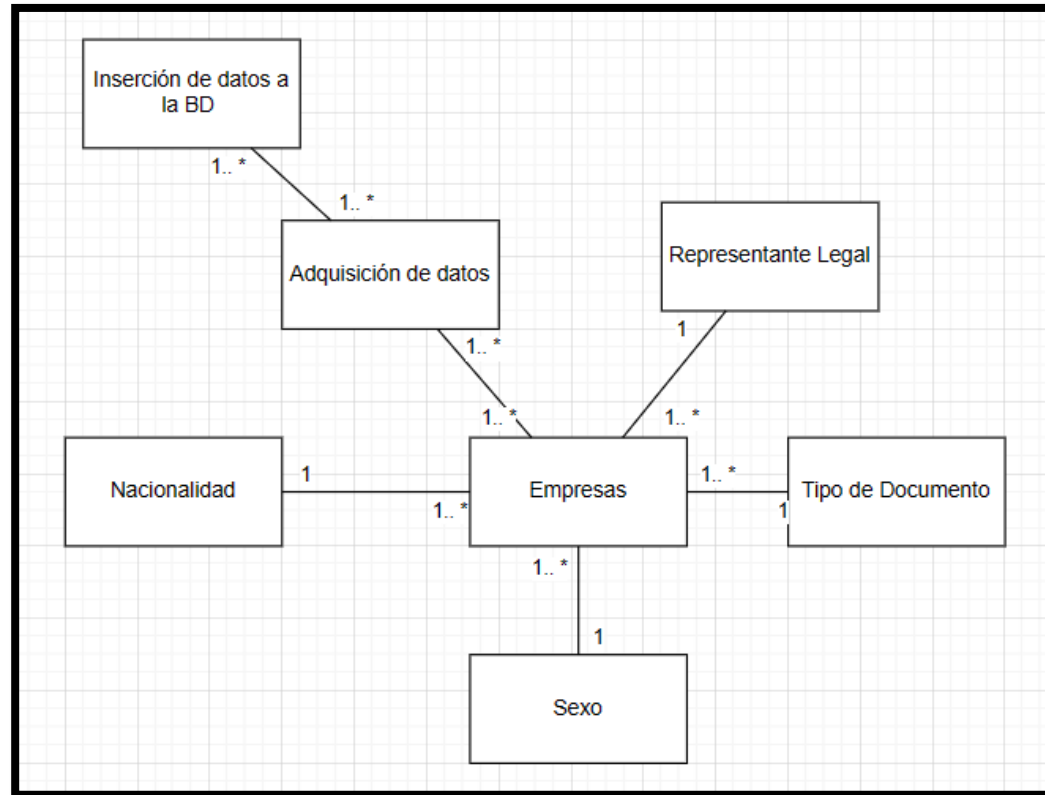 Inserción de datos a
la BD
1.. *
1.. *
Adquisición de datos
Representante Legal
1.. *
1
1.. *
1.. *
Nacionalidad
1
1.. *
Empresas
1.. *
1
Tipo de Documento
1.. *
1
Sexo